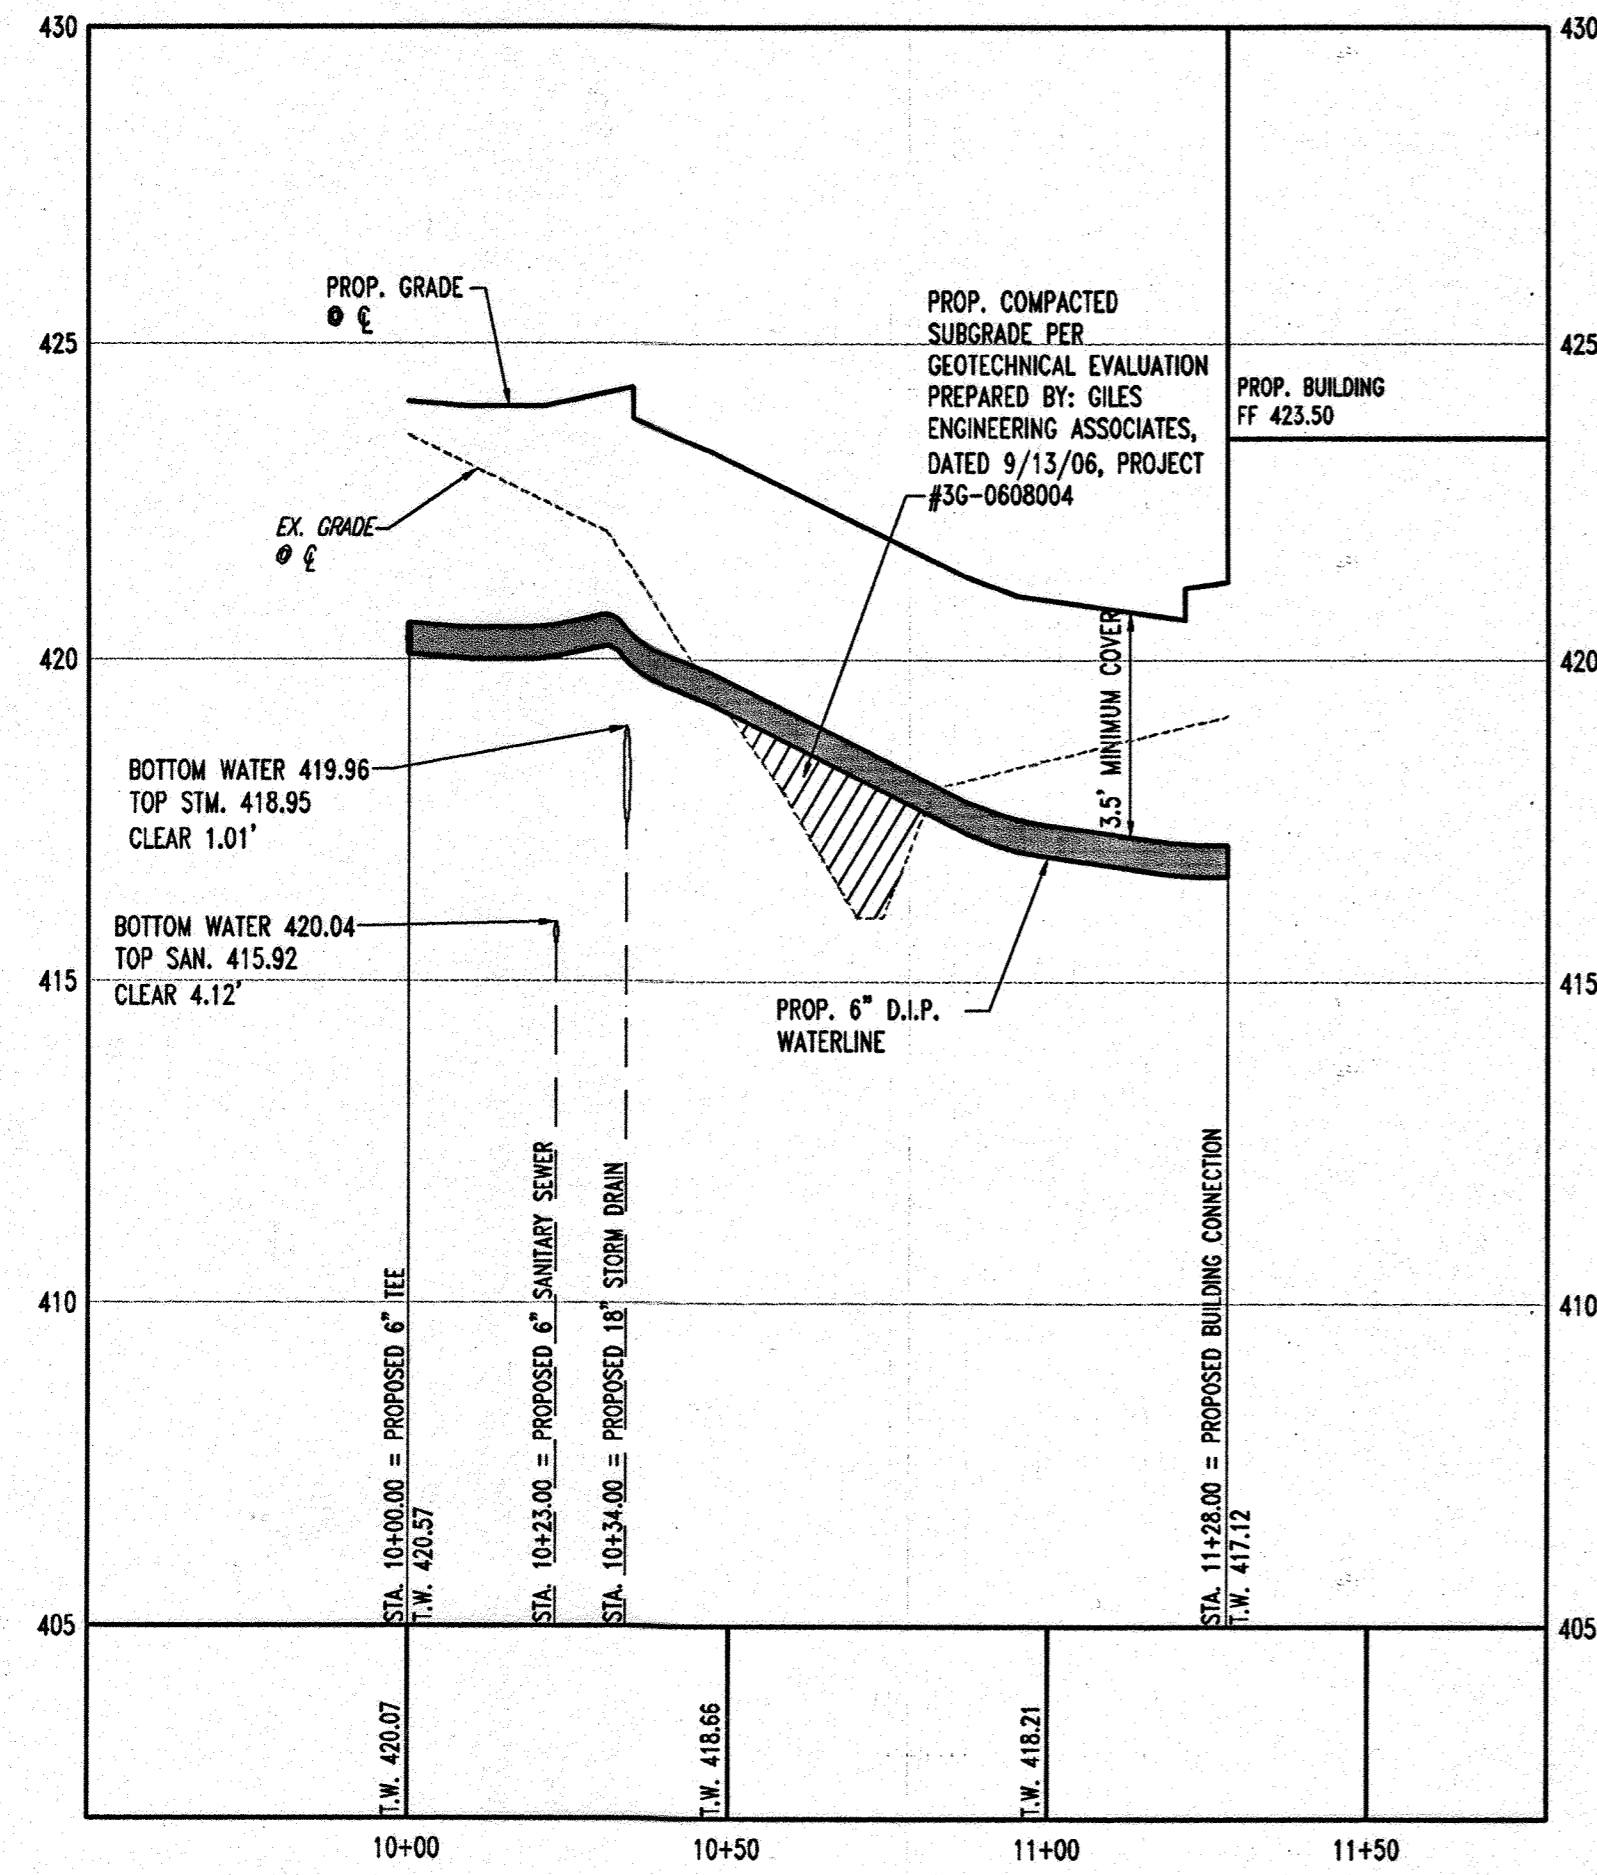 430
430
PROP. GRADE
@ ℄
PROP. COMPACTED
SUBGRADE PER
GEOTECHNICAL EVALUATION
PREPARED BY: GILES
ENGINEERING ASSOCIATES,
DATED 9/13/06, PROJECT
#3G-0608004
425
425
PROP. BUILDING
FF 423.50
EX. GRADE
@ ℄
420
420
3.5' MINIMUM COVER
BOTTOM WATER 419.96
TOP STM. 418.95
CLEAR 1.01'
BOTTOM WATER 420.04
TOP SAN. 415.92
CLEAR 4.12'
415
415
PROP. 6" D.I.P.
WATERLINE
410
410
STA. 10+00.00 = PROPOSED 6" TEE
T.W. 420.57
STA. 10+23.00 = PROPOSED 6" SANITARY SEWER
STA. 10+34.00 = PROPOSED 18" STORM DRAIN
STA. 11+28.00 = PROPOSED BUILDING CONNECTION
T.W. 417.12
405
405
T.W. 420.07
T.W. 418.66
T.W. 418.21
10+00
10+50
11+00
11+50